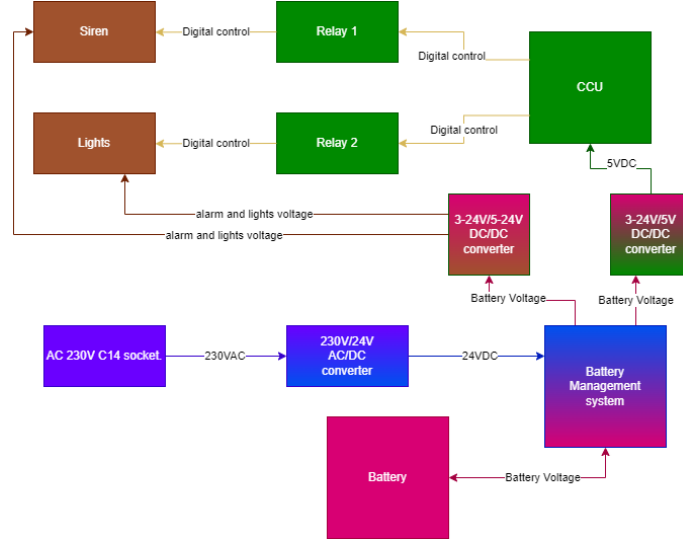 Siren
Digital control
Relay 1
Digital control
CCU
Lights
Digital control
Relay 2
Digital control
5VDC
alarm and lights voltage
alarm and lights voltage
3-24V/5-24V
DC/DC
converter
3-24V/5V
DC/DC
converter
Battery Voltage
Battery Voltage
AC 230V C14 socket.
230VAC
230V/24V
AC/DC
converter
24VDC
Battery
Management
system
Battery
Battery Voltage